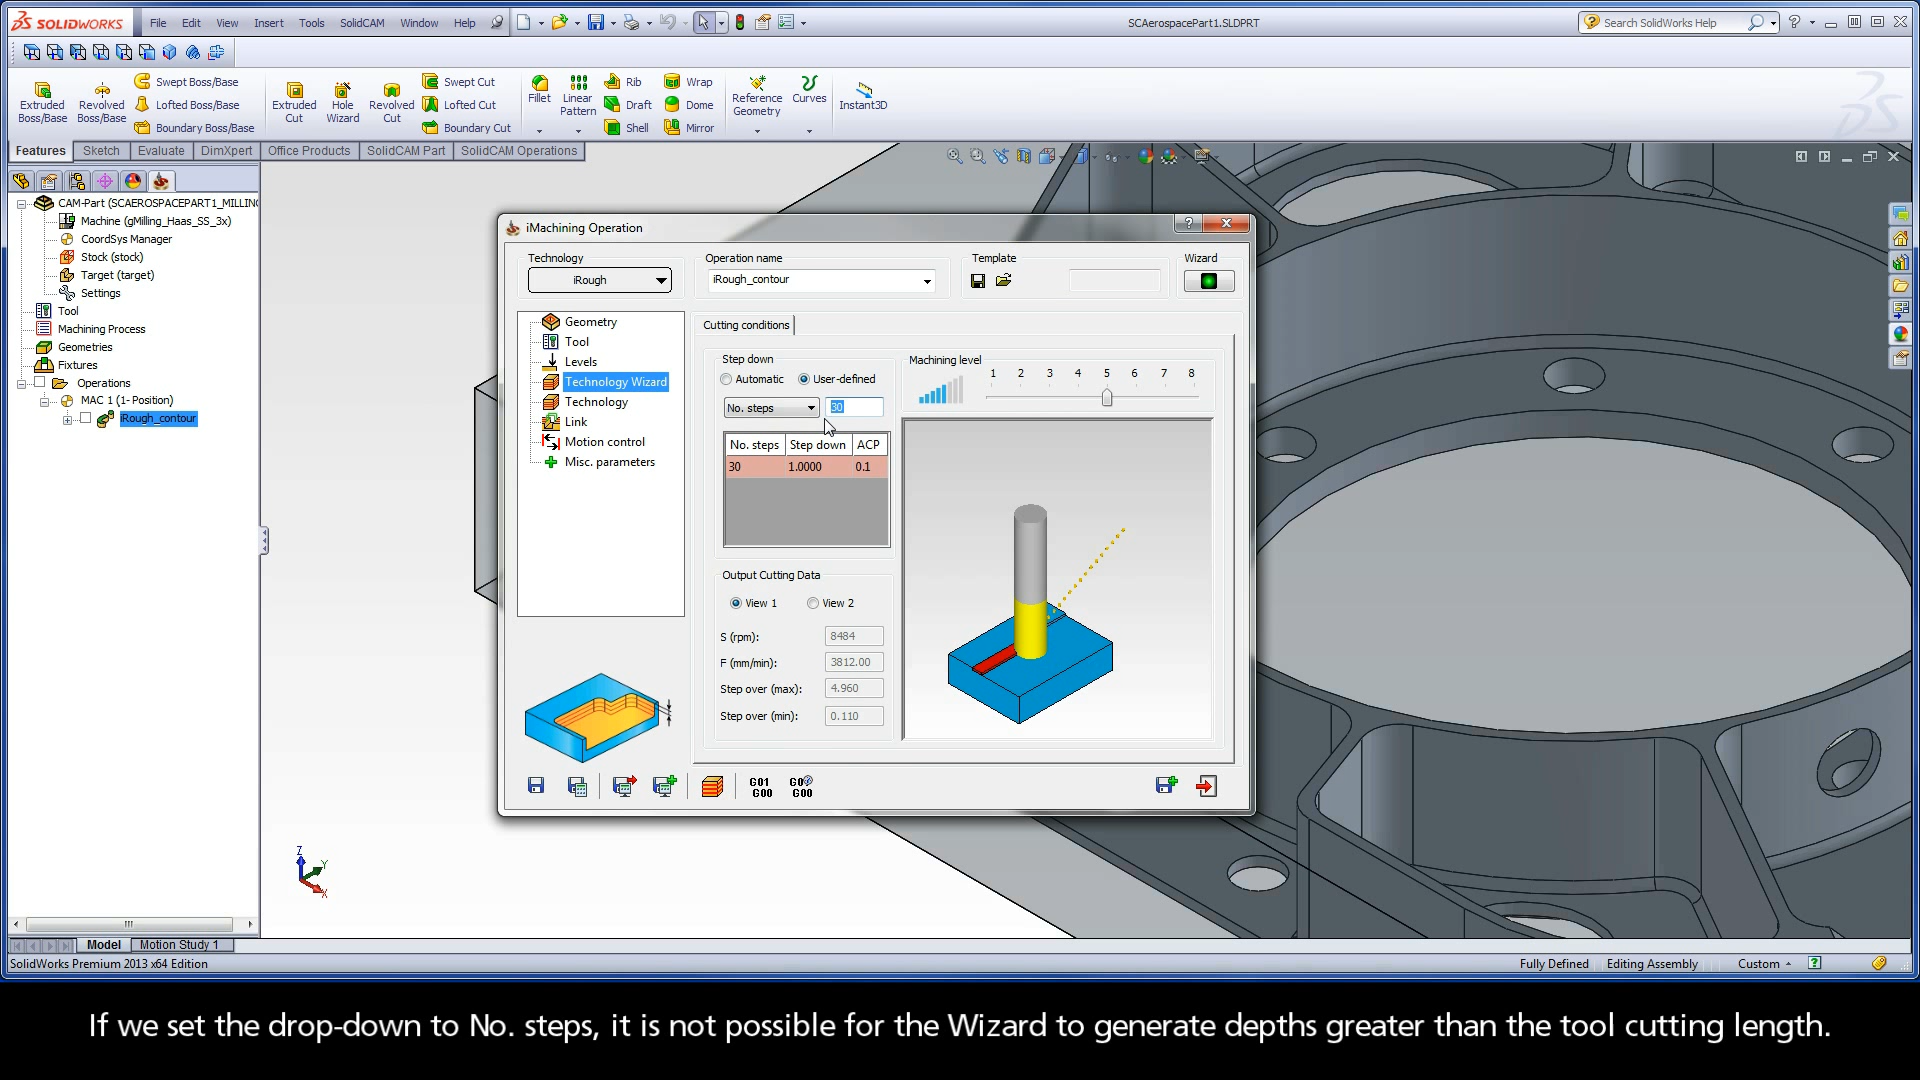 SOLIDWORKS
File Edit View Insert Tools SolidCAM Window Help
SCAerospacePart1.SLDPRT
Search SolidWorks Help
Extruded Boss/Base
Revolved Boss/Base
Swept Boss/Base
Lofted Boss/Base
Boundary Boss/Base
Extruded Cut
Hole Wizard
Revolved Cut
Swept Cut
Lofted Cut
Boundary Cut
Fillet
Linear Pattern
Rib
Draft
Shell
Wrap
Dome
Mirror
Reference Geometry
Curves
Instant3D
Features Sketch Evaluate DimXpert Office Products SolidCAM Part SolidCAM Operations
CAM-Part (SCAEROSPACEPART1_MILLING
Machine (gMilling_Haas_SS_3x)
CoordSys Manager
Stock (stock)
Target (target)
Settings
Tool
Machining Process
Geometries
Fixtures
Operations
MAC 1 (1- Position)
iRough_contour
iMachining Operation
Technology
iRough
Operation name
iRough_contour
Template
Wizard
Geometry
Tool
Levels
Technology Wizard
Technology
Link
Motion control
Misc. parameters
Cutting conditions
Step down
Automatic User-defined
No. steps 30
No. steps Step down ACP
30 1.0000 0.1
Machining level
1 2 3 4 5 6 7 8
Output Cutting Data
View 1 View 2
S (rpm): 8484
F (mm/min): 3812.00
Step over (max): 4.960
Step over (min): 0.110
G01 G00
G00 G00
Z
Y
X
Model Motion Study 1
SolidWorks Premium 2013 x64 Edition
Fully Defined Editing Assembly Custom
If we set the drop-down to No. steps, it is not possible for the Wizard to generate depths greater than the tool cutting length.